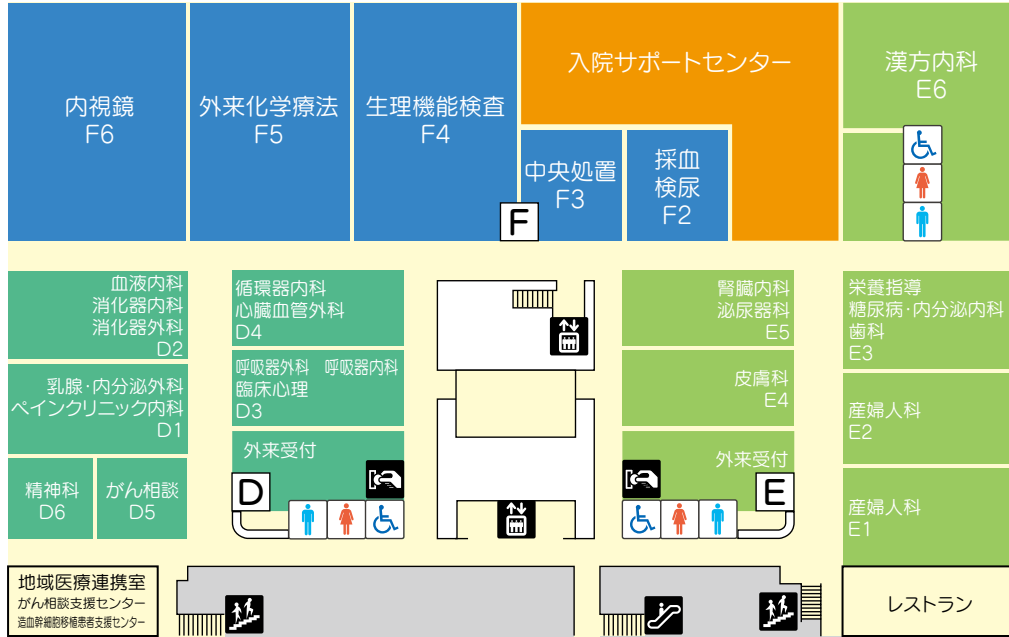 内視鏡
F6
外来化学療法
F5
生理機能検査
F4
入院サポートセンター
中央処置
F3
採血
検尿
F2
漢方内科
E6
F
血液内科
消化器内科
消化器外科
D2
乳腺・内分泌外科
ペインクリニック内科
D1
精神科
D6
がん相談
D5
循環器内科
心臓血管外科
D4
呼吸器外科　呼吸器内科
臨床心理
D3
外来受付
D
腎臓内科
泌尿器科
E5
皮膚科
E4
外来受付
E
栄養指導
糖尿病・内分泌内科
歯科
E3
産婦人科
E2
産婦人科
E1
地域医療連携室
がん相談支援センター
造血幹細胞移植患者支援センター
レストラン